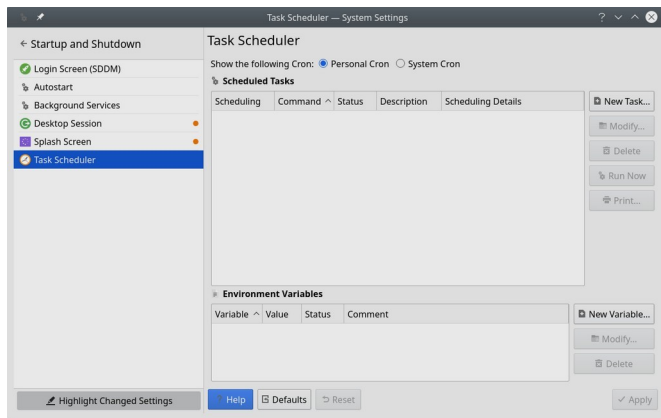 Task Scheduler — System Settings
Startup and Shutdown
Login Screen (SDDM)
Autostart
Background Services
Desktop Session
Splash Screen
Task Scheduler
Highlight Changed Settings
Task Scheduler
Show the following Cron: Personal Cron System Cron
Scheduled Tasks
Scheduling Command Status Description Scheduling Details
New Task...
Modify...
Delete
Run Now
Print...
Environment Variables
Variable Value Status Comment
New Variable...
Modify...
Delete
Help Defaults Reset Apply